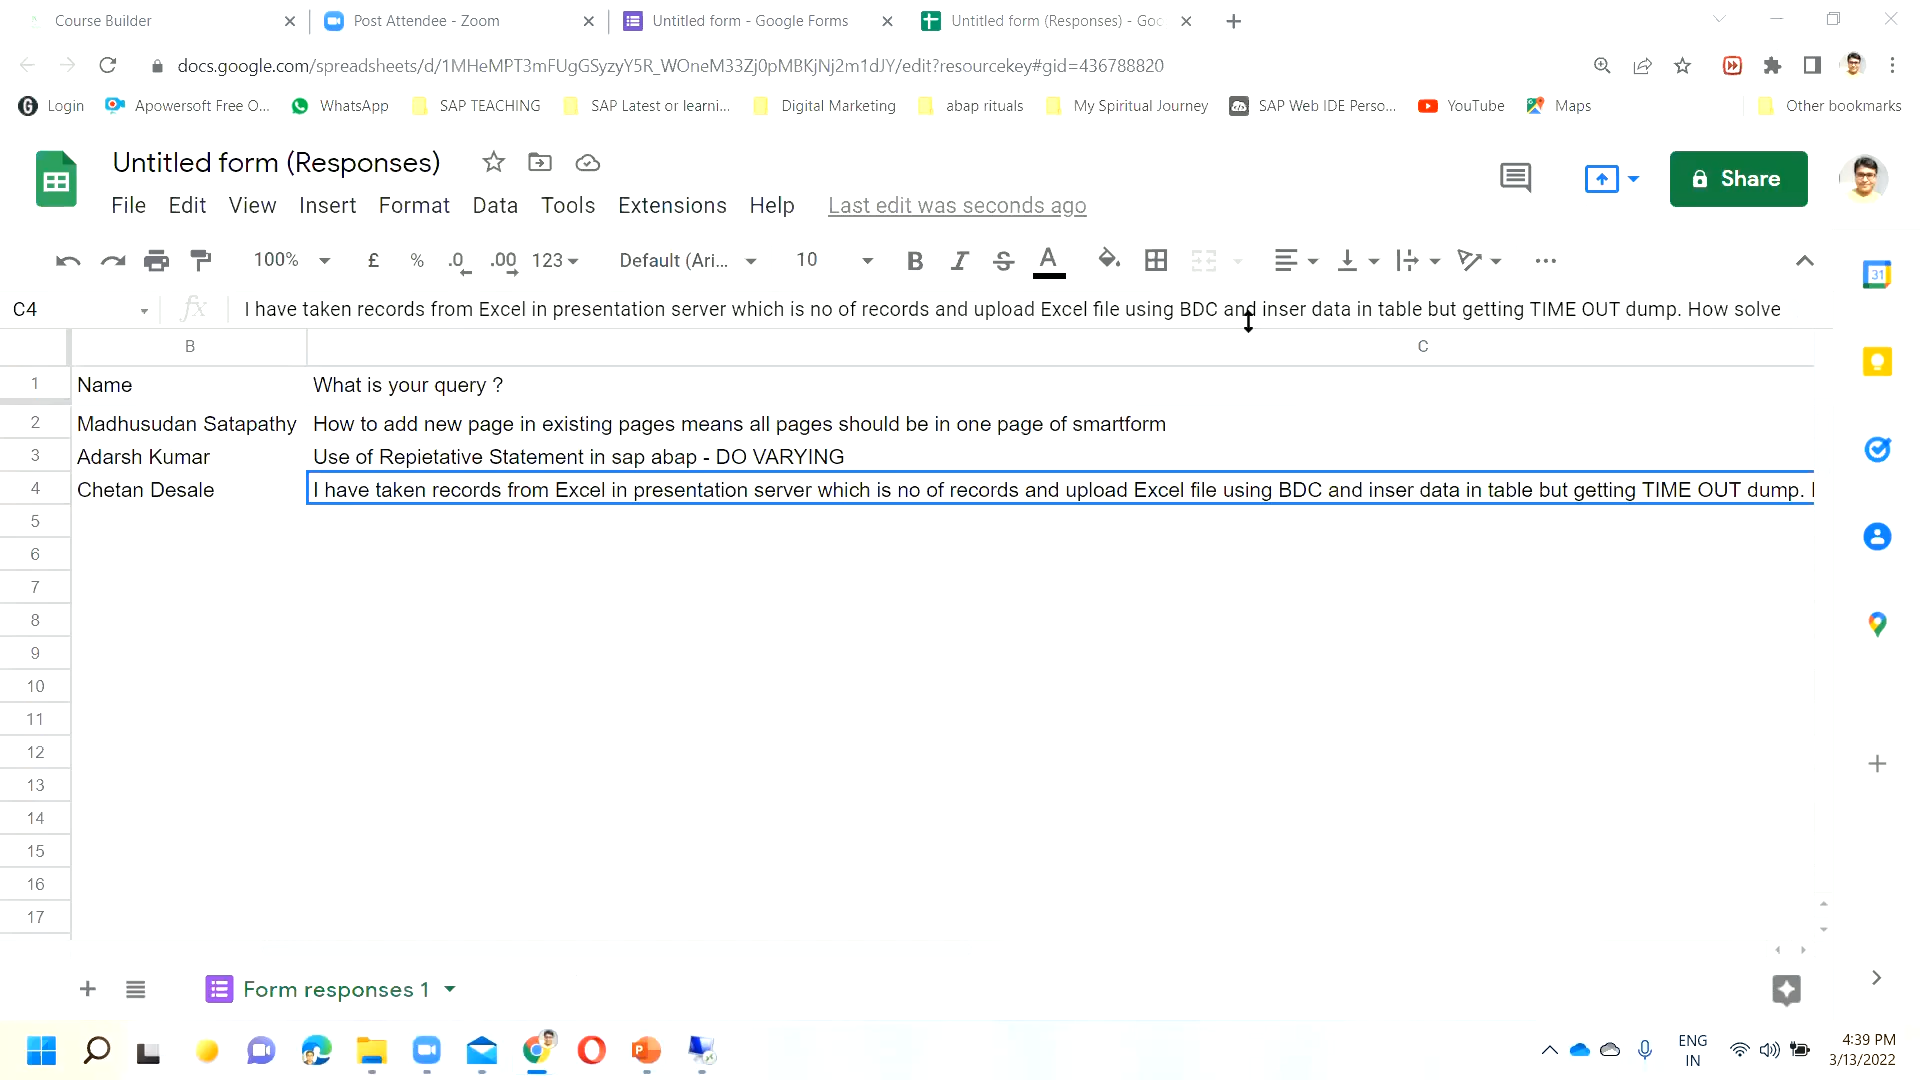 Course Builder
Post Attendee - Zoom
Untitled form - Google Forms
Untitled form (Responses) - Goo
docs.google.com/spreadsheets/d/1MHeMPT3mFUgGSyzyY5R_WOneM33Zj0pMBKjNj2m1dJY/edit?resourcekey#gid=436788820
Login
Apowersoft Free O...
WhatsApp
SAP TEACHING
SAP Latest or learni...
Digital Marketing
abap rituals
My Spiritual Journey
SAP Web IDE Perso...
YouTube
Maps
Other bookmarks
Untitled form (Responses)
Share
File Edit View Insert Format Data Tools Extensions Help Last edit was seconds ago
100% £ % .0 .00 123 Default (Ari... 10 B I S A
31
C4 fx I have taken records from Excel in presentation server which is no of records and upload Excel file using BDC and inser data in table but getting TIME OUT dump. How solve
B C
1 Name What is your query ?
2 Madhusudan Satapathy How to add new page in existing pages means all pages should be in one page of smartform
3 Adarsh Kumar Use of Repietative Statement in sap abap - DO VARYING
4 Chetan Desale I have taken records from Excel in presentation server which is no of records and upload Excel file using BDC and inser data in table but getting TIME OUT dump.
5
6
7
8
9
10
11
12
13
14
15
16
17
Form responses 1
ENG
IN
4:39 PM
3/13/2022